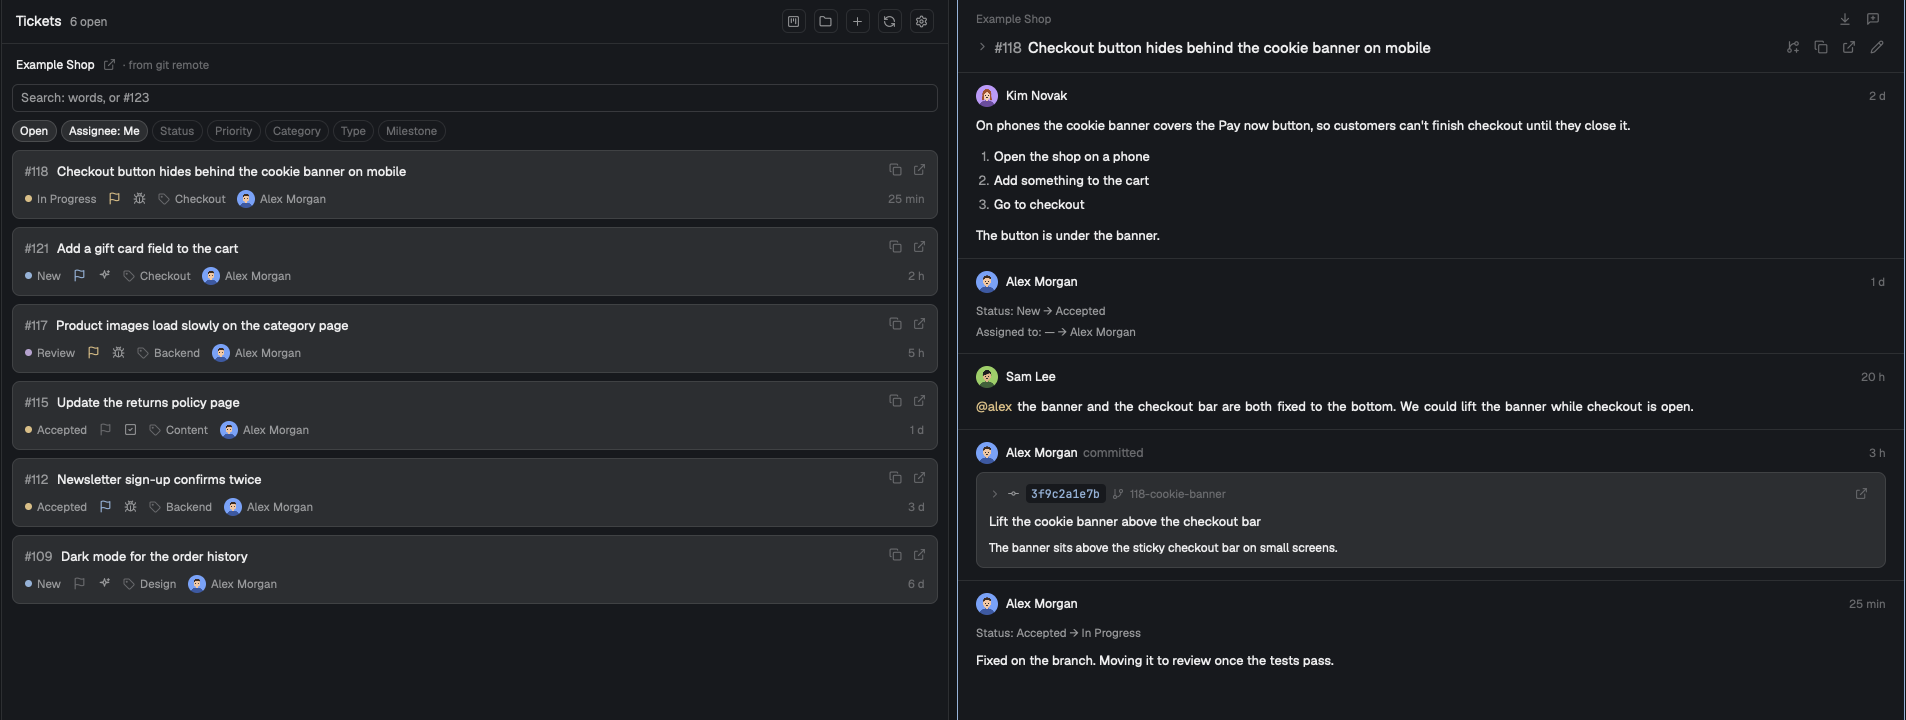 Tickets 6 open
Example Shop · from git remote
Search: words, or #123
Open Assignee: Me Status Priority Category Type Milestone
#118 Checkout button hides behind the cookie banner on mobile
In Progress Checkout Alex Morgan 25 min
#121 Add a gift card field to the cart
New Checkout Alex Morgan 2 h
#117 Product images load slowly on the category page
Review Backend Alex Morgan 5 h
#115 Update the returns policy page
Accepted Content Alex Morgan 1 d
#112 Newsletter sign-up confirms twice
Accepted Backend Alex Morgan 3 d
#109 Dark mode for the order history
New Design Alex Morgan 6 d
Example Shop
#118 Checkout button hides behind the cookie banner on mobile
Kim Novak 2 d
On phones the cookie banner covers the Pay now button, so customers can't finish checkout until they close it.
1. Open the shop on a phone
2. Add something to the cart
3. Go to checkout
The button is under the banner.
Alex Morgan 1 d
Status: New → Accepted
Assigned to: — → Alex Morgan
Sam Lee 20 h
@alex the banner and the checkout bar are both fixed to the bottom. We could lift the banner while checkout is open.
Alex Morgan committed 3 h
3f9c2a1e7b 118-cookie-banner
Lift the cookie banner above the checkout bar
The banner sits above the sticky checkout bar on small screens.
Alex Morgan 25 min
Status: Accepted → In Progress
Fixed on the branch. Moving it to review once the tests pass.